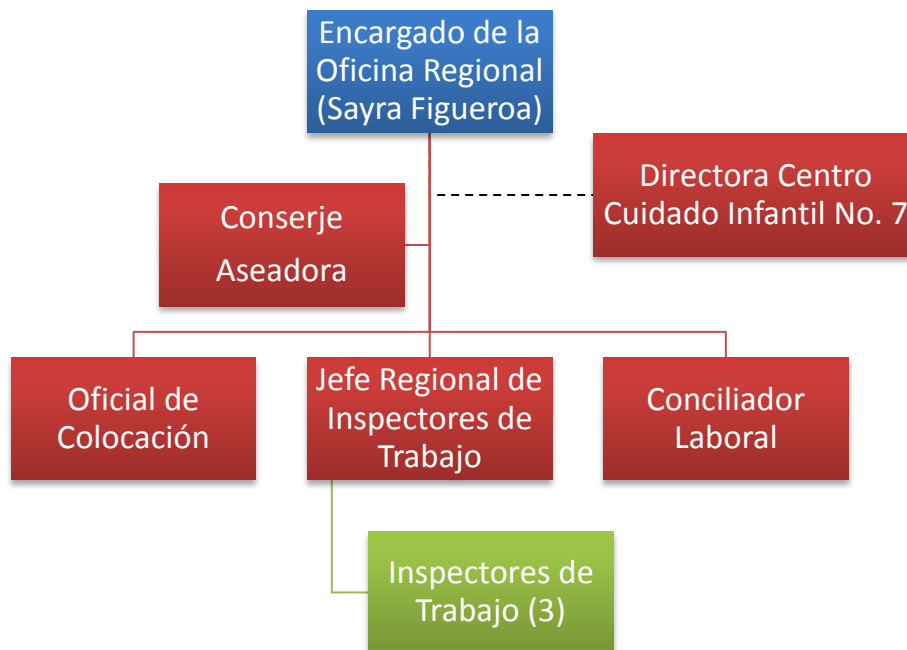 Encargado de la
Oficina Regional
(Sayra Figueroa)
Directora Centro
Cuidado Infantil No. 7
Conserje
Aseadora
Oficial de
Colocación
Jefe Regional de
Inspectores de
Trabajo
Conciliador
Laboral
Inspectores de
Trabajo (3)